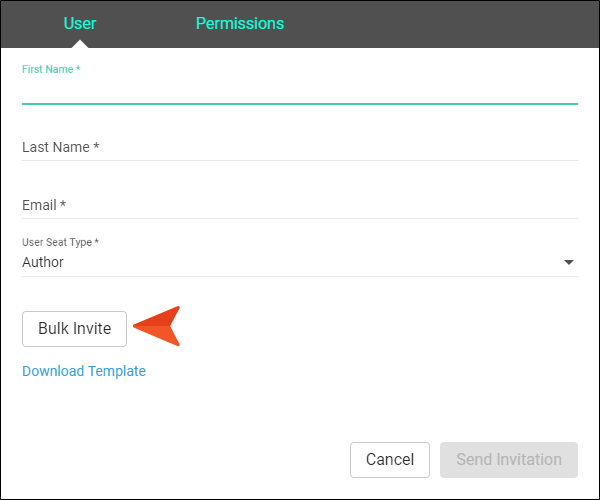 User Permissions
First Name *
Last Name *
Email *
User Seat Type *
Author
Bulk Invite
Download Template
Cancel Send Invitation